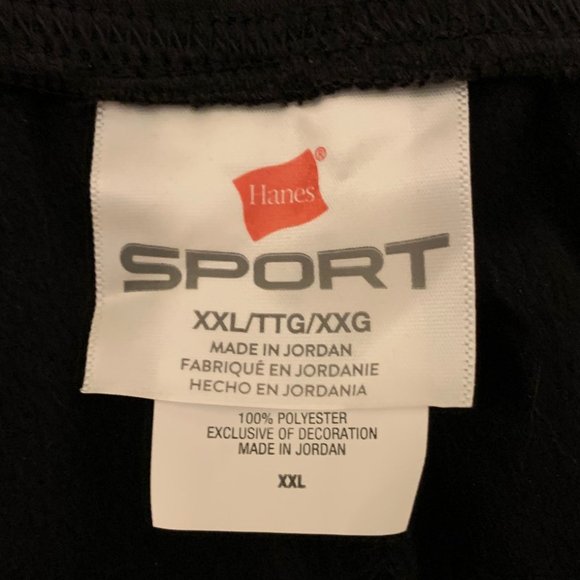 Hanes®
SPORT
XXL/TTG/XXG
MADE IN JORDAN
FABRIQUÉ EN JORDANIE
HECHO EN JORDANIA
100% POLYESTER
EXCLUSIVE OF DECORATION
MADE IN JORDAN
XXL